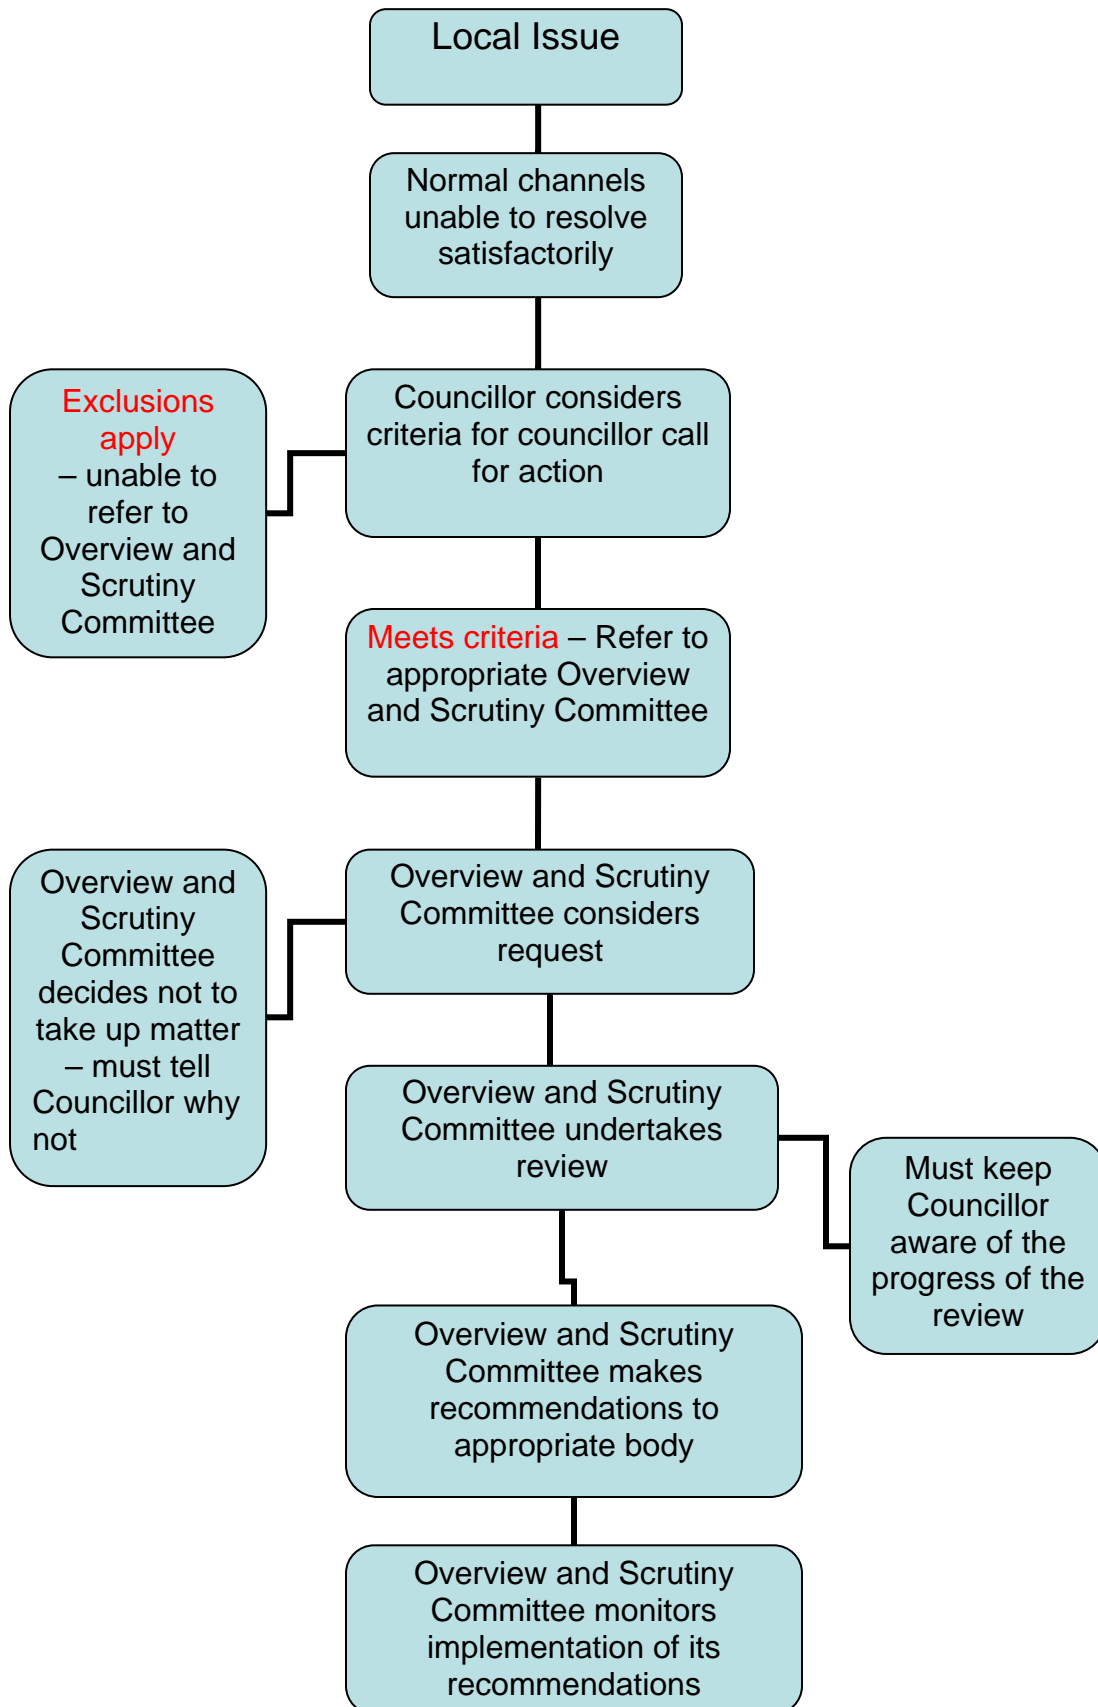 Local Issue
Normal channels
unable to resolve
satisfactorily
Councillor considers
criteria for councillor call
for action
Exclusions
apply
– unable to
refer to
Overview and
Scrutiny
Committee
Meets criteria – Refer to
appropriate Overview
and Scrutiny Committee
Overview and Scrutiny
Committee considers
request
Overview and
Scrutiny
Committee
decides not to
take up matter
– must tell
Councillor why
not
Overview and Scrutiny
Committee undertakes
review
Must keep
Councillor
aware of the
progress of the
review
Overview and Scrutiny
Committee makes
recommendations to
appropriate body
Overview and Scrutiny
Committee monitors
implementation of its
recommendations